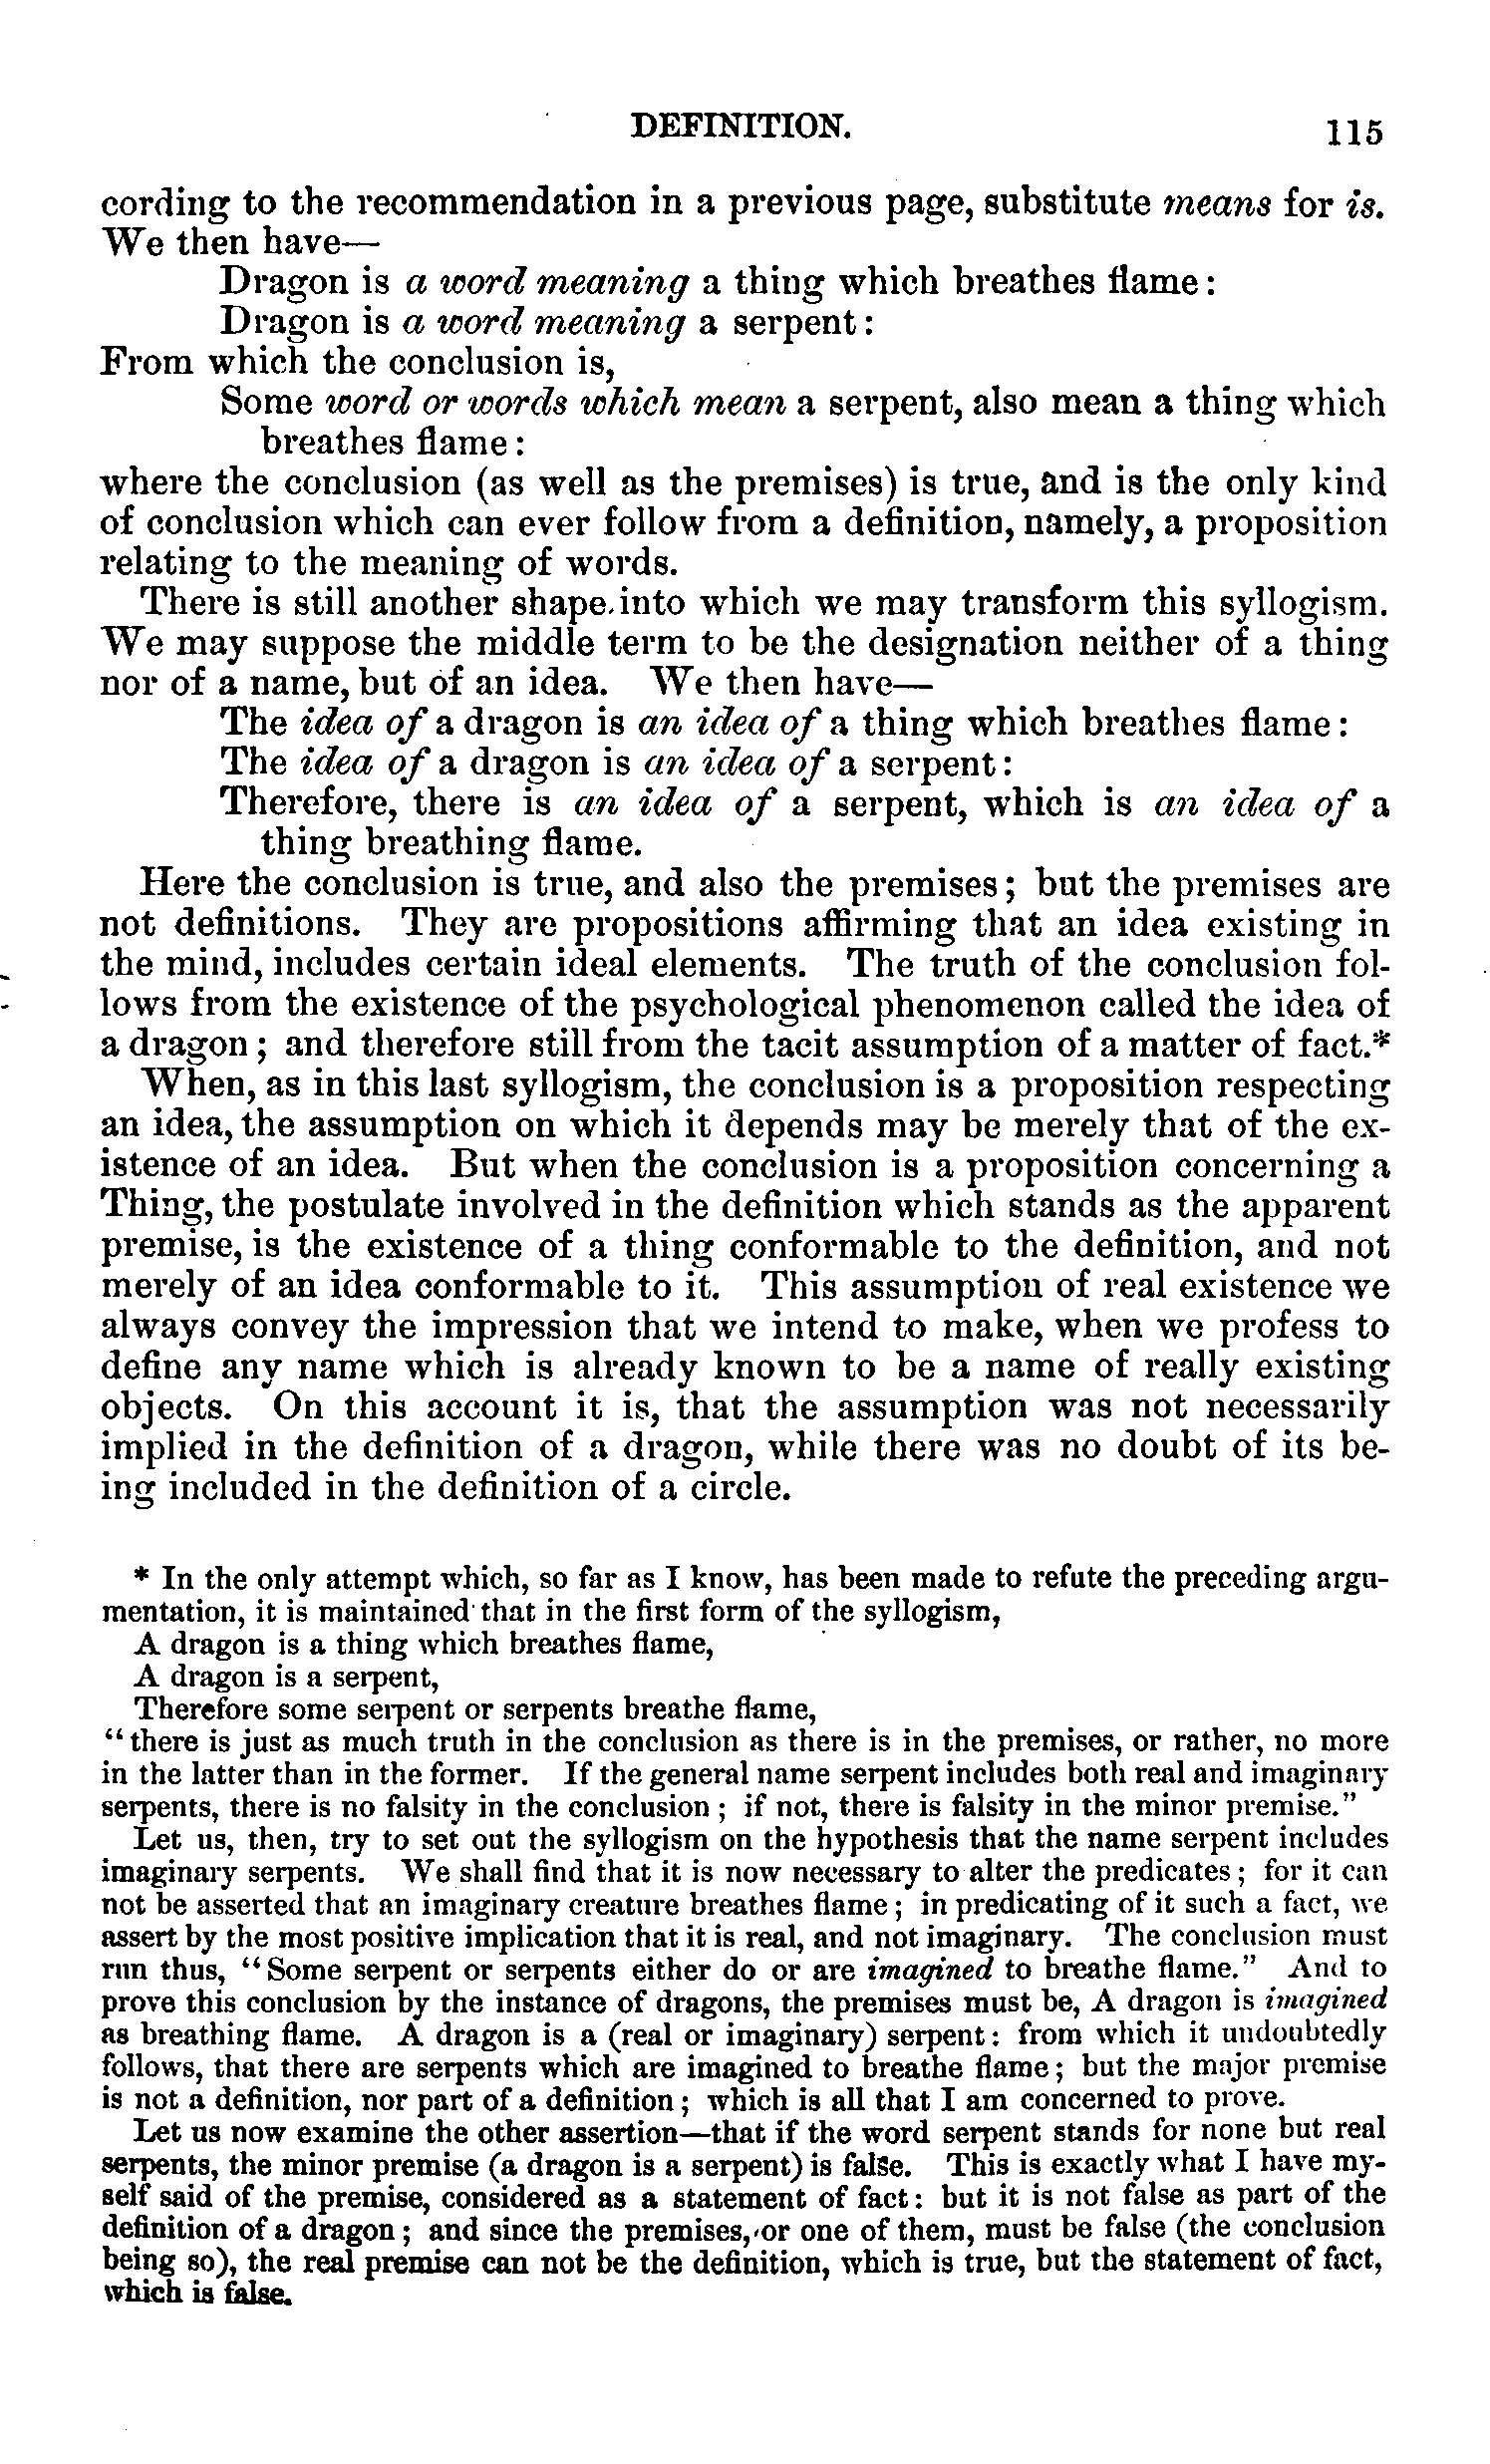 DEFINITION. 115
cording to the recommendation in a previous page, substitute means for is.
We then have—
Dragon is a word meaning a thing which breathes flame:
Dragon is a word meaning a serpent:
From which the conclusion is,
Some word or words which mean a serpent, also mean a thing which
breathes flame:
where the conclusion (as well as the premises) is true, and is the only kind
of conclusion which can ever follow from a definition, namely, a proposition
relating to the meaning of words.
There is still another shape into which we may transform this syllogism.
We may suppose the middle term to be the designation neither of a thing
nor of a name, but of an idea. We then have—
The idea of a dragon is an idea of a thing which breathes flame:
The idea of a dragon is an idea of a serpent:
Therefore, there is an idea of a serpent, which is an idea of a
thing breathing flame.
Here the conclusion is true, and also the premises; but the premises are
not definitions. They are propositions affirming that an idea existing in
the mind, includes certain ideal elements. The truth of the conclusion fol-
lows from the existence of the psychological phenomenon called the idea of
a dragon; and therefore still from the tacit assumption of a matter of fact.*
When, as in this last syllogism, the conclusion is a proposition respecting
an idea, the assumption on which it depends may be merely that of the ex-
istence of an idea. But when the conclusion is a proposition concerning a
Thing, the postulate involved in the definition which stands as the apparent
premise, is the existence of a thing conformable to the definition, and not
merely of an idea conformable to it. This assumption of real existence we
always convey the impression that we intend to make, when we profess to
define any name which is already known to be a name of really existing
objects. On this account it is, that the assumption was not necessarily
implied in the definition of a dragon, while there was no doubt of its be-
ing included in the definition of a circle.
* In the only attempt which, so far as I know, has been made to refute the preceding argu-
mentation, it is maintained that in the first form of the syllogism,
A dragon is a thing which breathes flame,
A dragon is a serpent,
Therefore some serpent or serpents breathe flame,
"there is just as much truth in the conclusion as there is in the premises, or rather, no more
in the latter than in the former. If the general name serpent includes both real and imaginary
serpents, there is no falsity in the conclusion; if not, there is falsity in the minor premise."
Let us, then, try to set out the syllogism on the hypothesis that the name serpent includes
imaginary serpents. We shall find that it is now necessary to alter the predicates; for it can
not be asserted that an imaginary creature breathes flame; in predicating of it such a fact, we
assert by the most positive implication that it is real, and not imaginary. The conclusion must
run thus, "Some serpent or serpents either do or are imagined to breathe flame." And to
prove this conclusion by the instance of dragons, the premises must be, A dragon is imagined
as breathing flame. A dragon is a (real or imaginary) serpent: from which it undoubtedly
follows, that there are serpents which are imagined to breathe flame; but the major premise
is not a definition, nor part of a definition; which is all that I am concerned to prove.
Let us now examine the other assertion—that if the word serpent stands for none but real
serpents, the minor premise (a dragon is a serpent) is false. This is exactly what I have my-
self said of the premise, considered as a statement of fact: but it is not false as part of the
definition of a dragon; and since the premises, or one of them, must be false (the conclusion
being so), the real premise can not be the definition, which is true, but the statement of fact,
which is false.